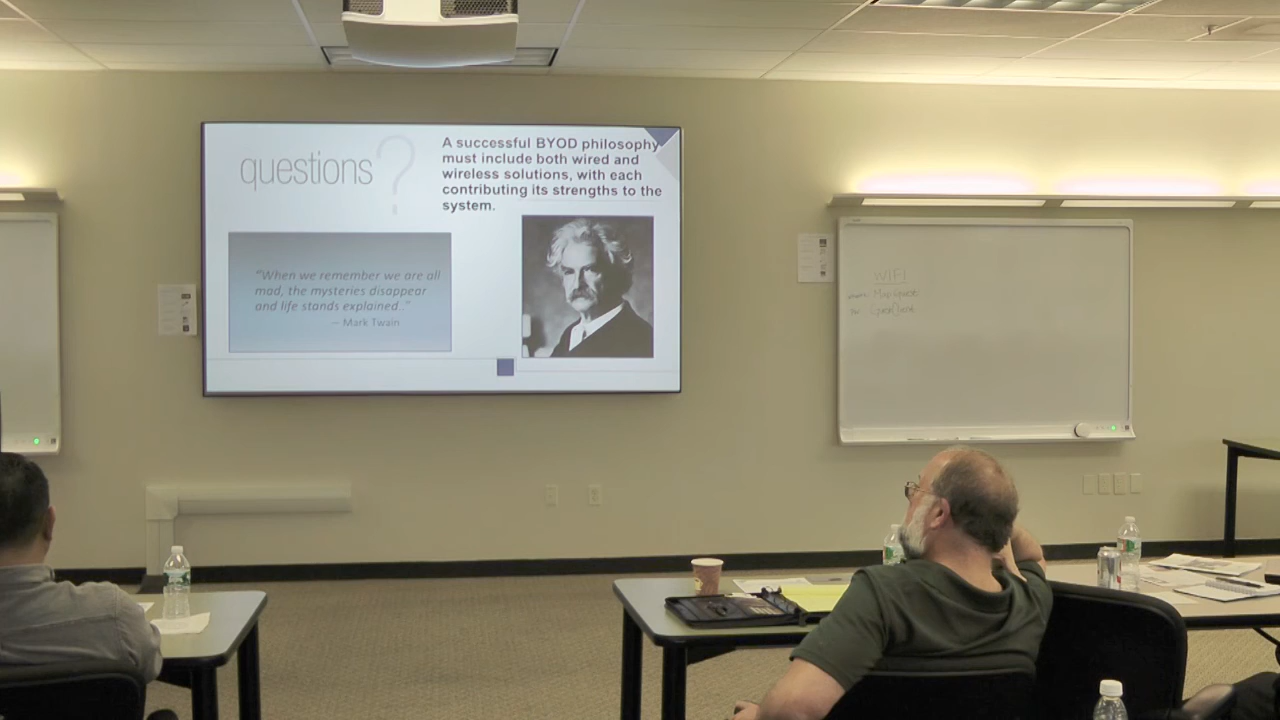 questions?
A successful BYOD philosophy
must include both wired and
wireless solutions, with each
contributing its strengths to the
system.
"When we remember we are all
mad, the mysteries disappear
and life stands explained.."
– Mark Twain
WIFI